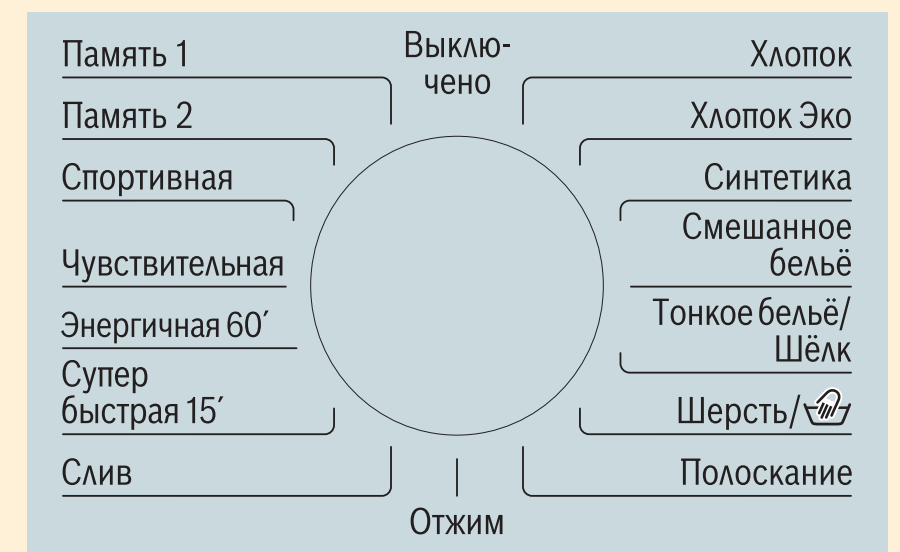 Память 1
Память 2
Спортивная
Чувствительная
Энергичная 60′
Супер
быстрая 15′
Слив
Выклю-
чено
Отжим
Хлопок
Хлопок Эко
Синтетика
Смешанное
бельё
Тонкое бельё/
Шёлк
Шерсть/
Полоскание